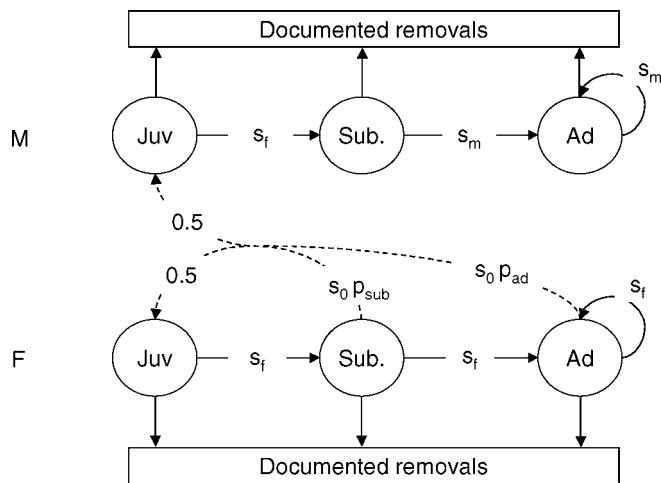 Documented removals
s_m
M
Juv
s_f
Sub.
s_m
Ad
0.5
0.5
s_0 p_sub
s_0 p_ad
s_f
F
Juv
s_f
Sub.
s_f
Ad
Documented removals